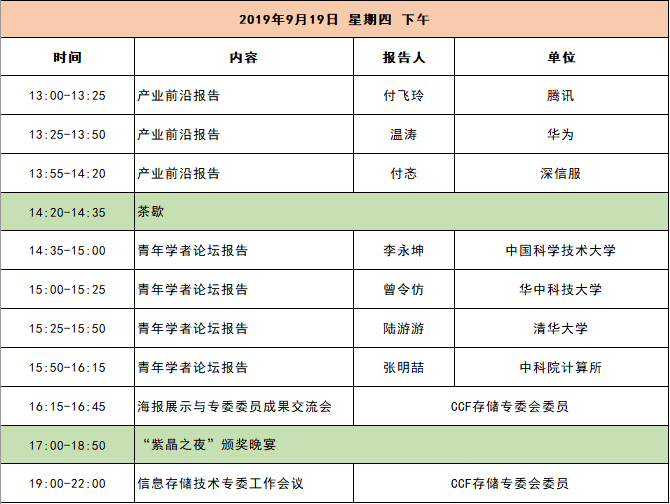 2019年9月19日 星期四 下午
时间 内容 报告人 单位
13:00-13:25 产业前沿报告 付飞玲 腾讯
13:25-13:50 产业前沿报告 温涛 华为
13:55-14:20 产业前沿报告 付忞 深信服
14:20-14:35 茶歇
14:35-15:00 青年学者论坛报告 李永坤 中国科学技术大学
15:00-15:25 青年学者论坛报告 曾令仿 华中科技大学
15:25-15:50 青年学者论坛报告 陆游游 清华大学
15:50-16:15 青年学者论坛报告 张明喆 中科院计算所
16:15-16:45 海报展示与专委委员成果交流会 CCF存储专委会委员
17:00-18:50 “紫晶之夜”颁奖晚宴
19:00-22:00 信息存储技术专委工作会议 CCF存储专委会委员